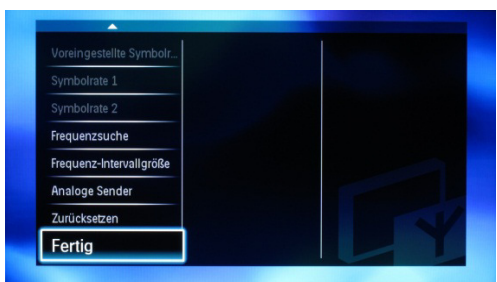 Voreingestellte Symbolr...
Symbolrate 1
Symbolrate 2
Frequenzsuche
Frequenz-Intervallgröße
Analoge Sender
Zurücksetzen
Fertig